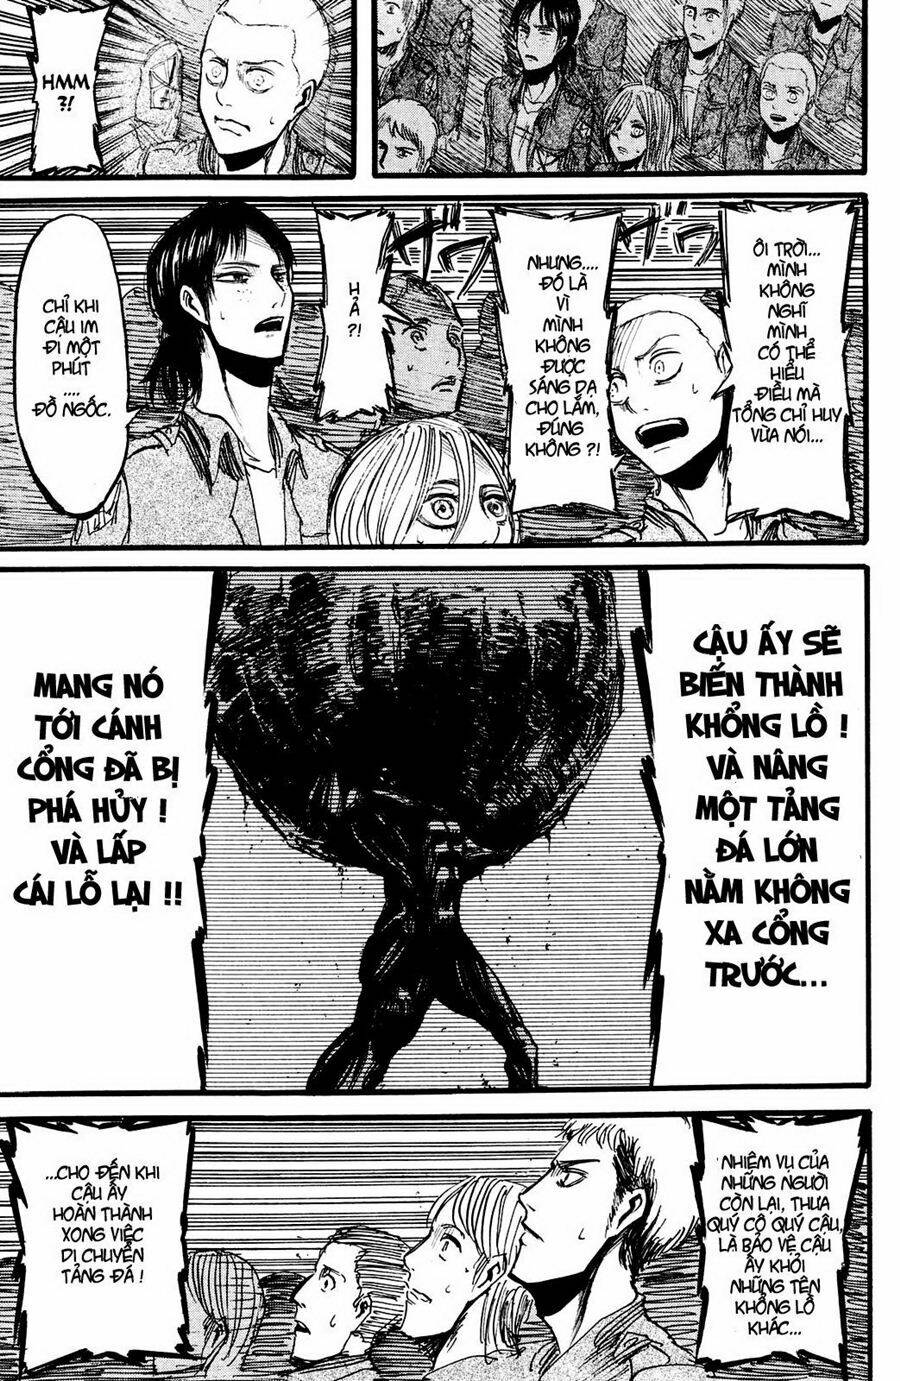 HMM
?!
ÔI TRỜI...
MÌNH
KHÔNG
NGHĨ
MÌNH
CÓ THỂ
HIỂU
ĐIỀU MÀ
TỔNG CHỈ HUY
VỪA NÓI...
NHƯNG....
ĐÓ LÀ
VÌ
MÌNH
KHÔNG
ĐƯỢC
SÁNG DẠ
CHO LẮM,
ĐÚNG
KHÔNG ?!
H
Ả
?!
CHỈ KHI
CẬU IM
ĐI MỘT
PHÚT
....
ĐỒ NGỐC.
CẬU ẤY SẼ
BIẾN THÀNH
KHỔNG LỒ !
VÀ NÂNG
MỘT TẢNG
ĐÁ LỚN
NẰM KHÔNG
XA CỔNG
TRƯỚC...
MANG NÓ
TỚI CÁNH
CỔNG ĐÃ BỊ
PHÁ HỦY !
VÀ LẤP
CÁI LỖ LẠI !!
NHIỆM VỤ CỦA
NHỮNG NGƯỜI
CÒN LẠI, THƯA
QUÝ CÔ QUÝ CẬU,
LÀ BẢO VỆ CẬU
ẤY KHỎI
NHỮNG TÊN
KHỔNG LỒ
KHÁC...
...CHO ĐẾN KHI
CẬU ẤY
HOÀN THÀNH
XONG VIỆC
DI CHUYỂN
TẢNG ĐÁ !